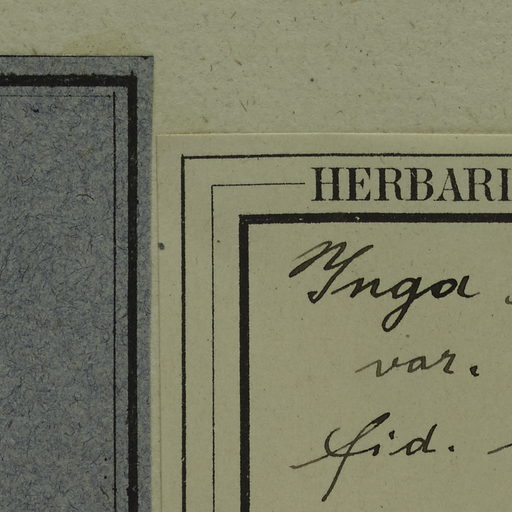 HERBARI
Inga
var.
fid.